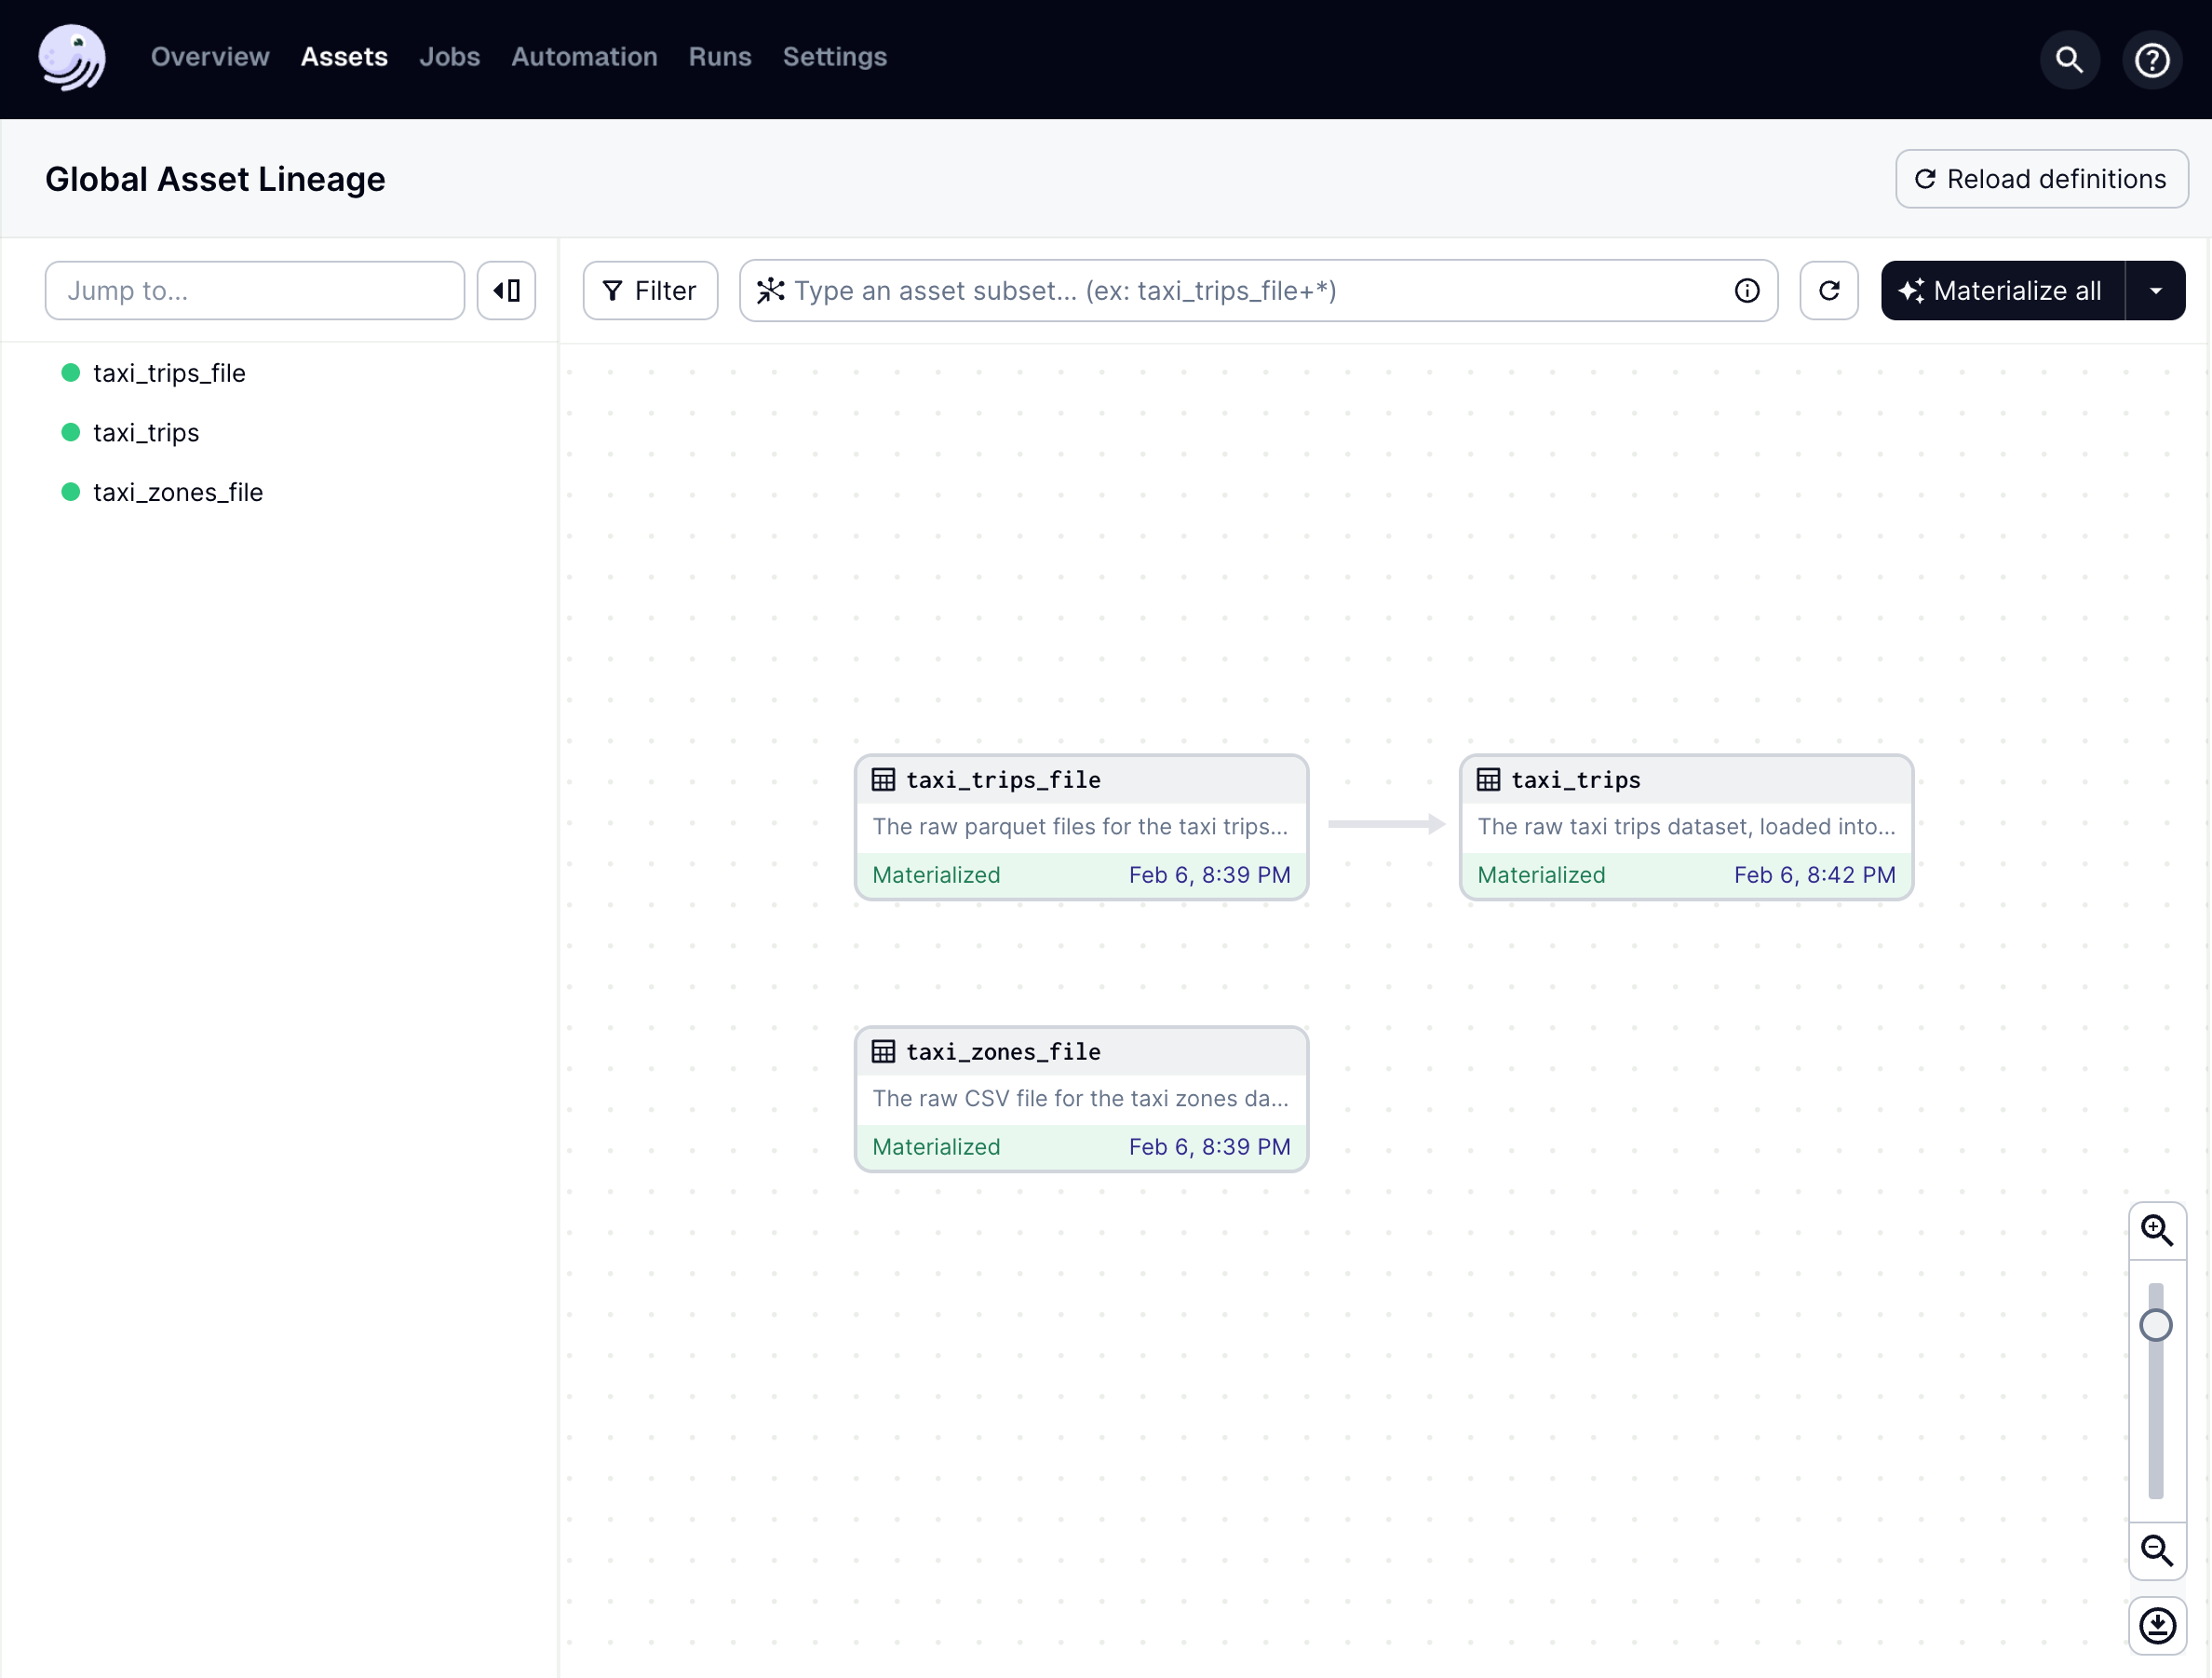 Overview Assets Jobs Automation Runs Settings
Global Asset Lineage
Reload definitions
Jump to...
Filter
Type an asset subset... (ex: taxi_trips_file+*)
Materialize all
taxi_trips_file
taxi_trips
taxi_zones_file
taxi_trips_file
The raw parquet files for the taxi trips...
Materialized Feb 6, 8:39 PM
taxi_trips
The raw taxi trips dataset, loaded into...
Materialized Feb 6, 8:42 PM
taxi_zones_file
The raw CSV file for the taxi zones da...
Materialized Feb 6, 8:39 PM